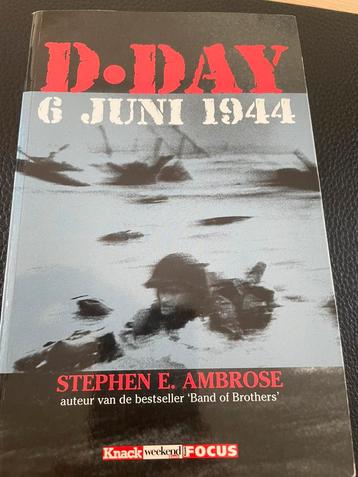 D·DAY
6 JUNI 1944
STEPHEN E. AMBROSE
auteur van de bestseller 'Band of Brothers'
Knack weekend FOCUS